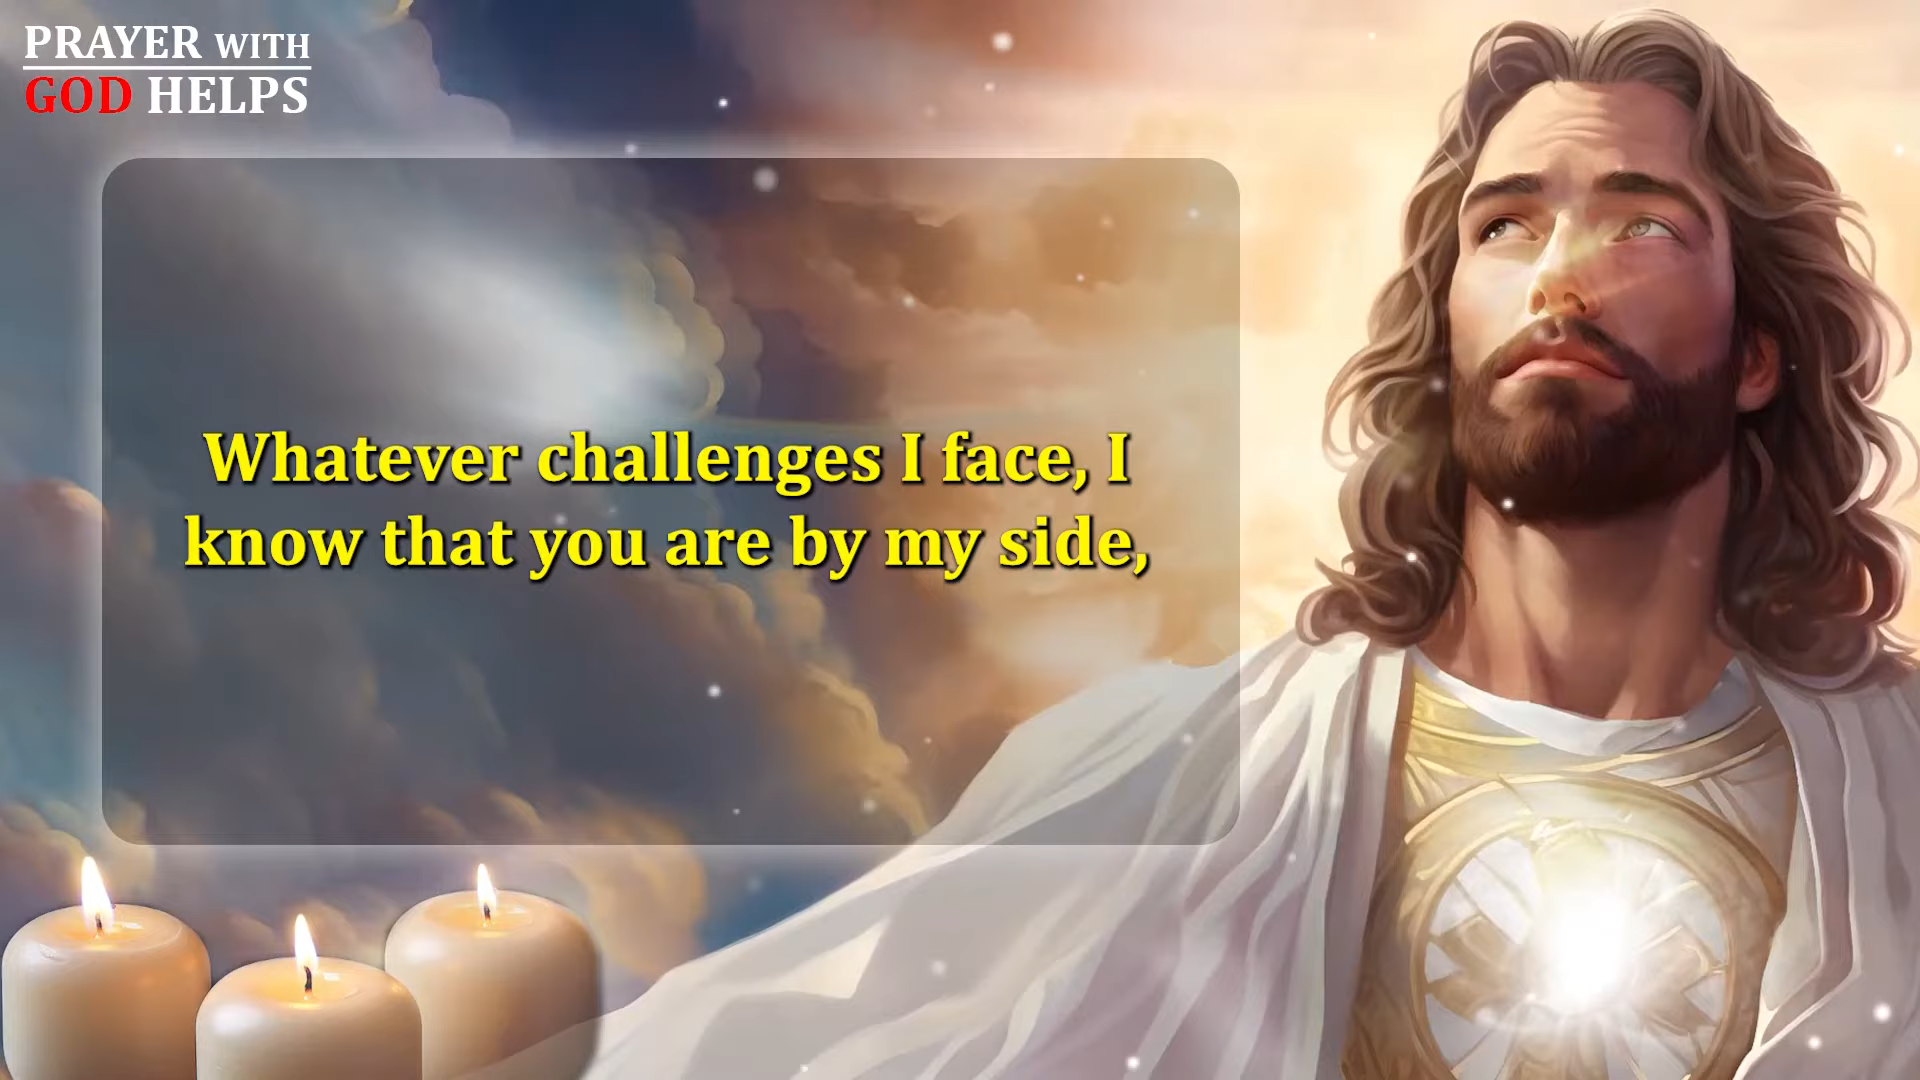 PRAYER WITH
GOD HELPS
Whatever challenges I face, I
know that you are by my side,